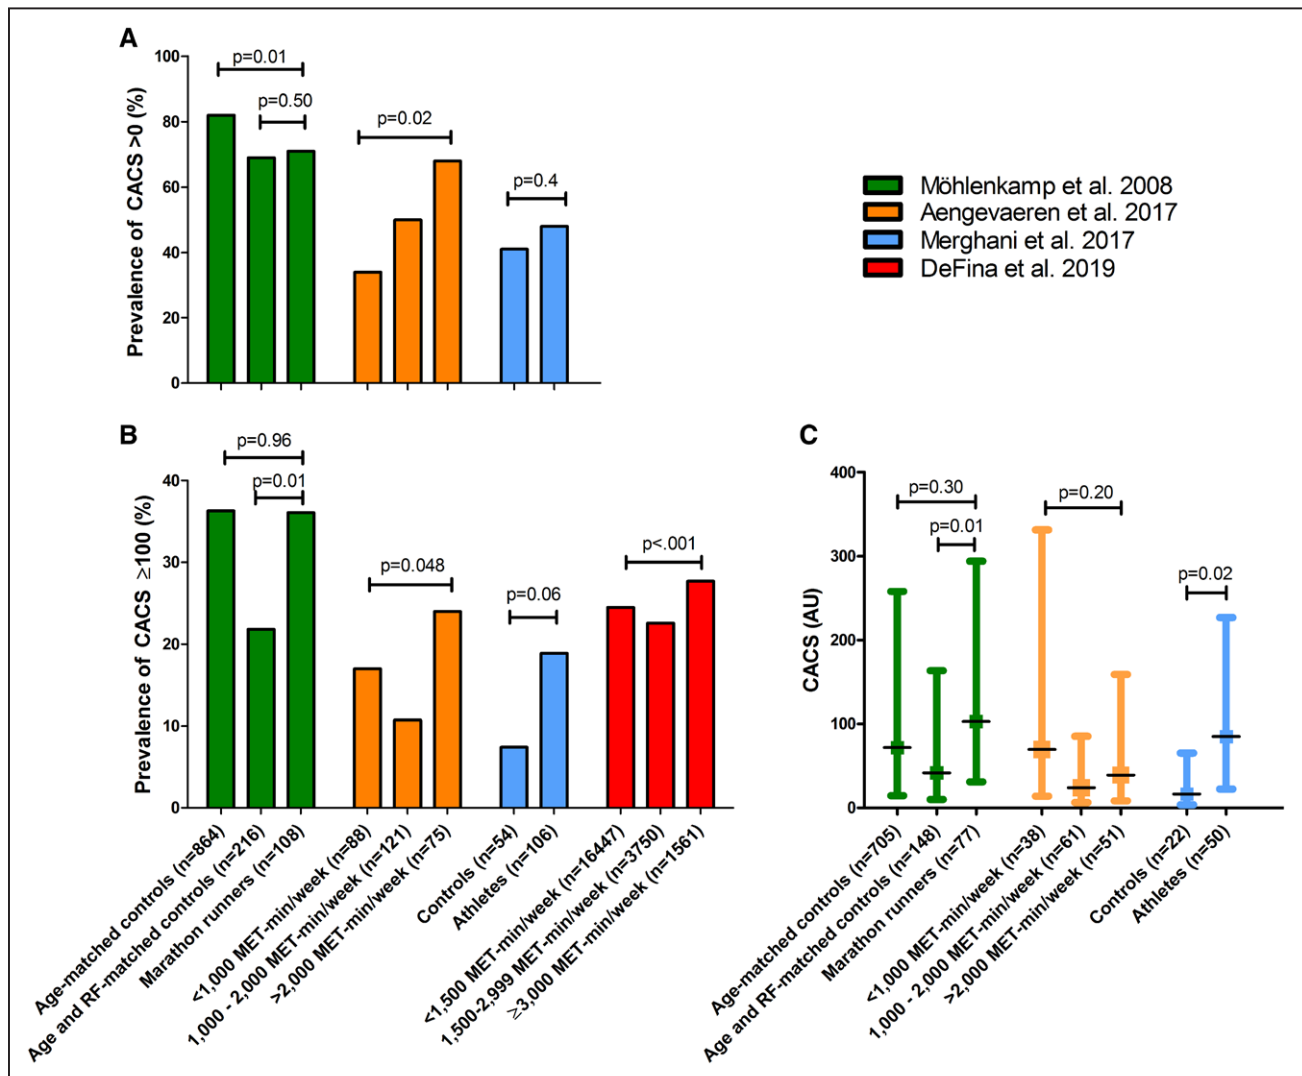 A
Prevalence of CACS >0 (%)
100
80
60
40
20
0
p=0.01
p=0.50
p=0.02
p=0.4
Möhlenkamp et al. 2008
Aengevaeren et al. 2017
Merghani et al. 2017
DeFina et al. 2019
B
Prevalence of CACS ≥100 (%)
40
30
20
10
0
p=0.96
p=0.01
p=0.048
p=0.06
p<.001
Age-matched controls (n=864)
Age and RF-matched controls (n=216)
Marathon runners (n=108)
<1,000 MET-min/week (n=88)
1,000 - 2,000 MET-min/week (n=121)
>2,000 MET-min/week (n=75)
Controls (n=54)
Athletes (n=106)
<1,500 MET-min/week (n=16447)
1,500-2,999 MET-min/week (n=3750)
≥3,000 MET-min/week (n=1561)
C
CACS (AU)
400
300
200
100
0
p=0.30
p=0.01
p=0.20
p=0.02
Age-matched controls (n=705)
Age and RF-matched controls (n=148)
Marathon runners (n=77)
<1,000 MET-min/week (n=38)
1,000 - 2,000 MET-min/week (n=61)
>2,000 MET-min/week (n=51)
Controls (n=22)
Athletes (n=50)